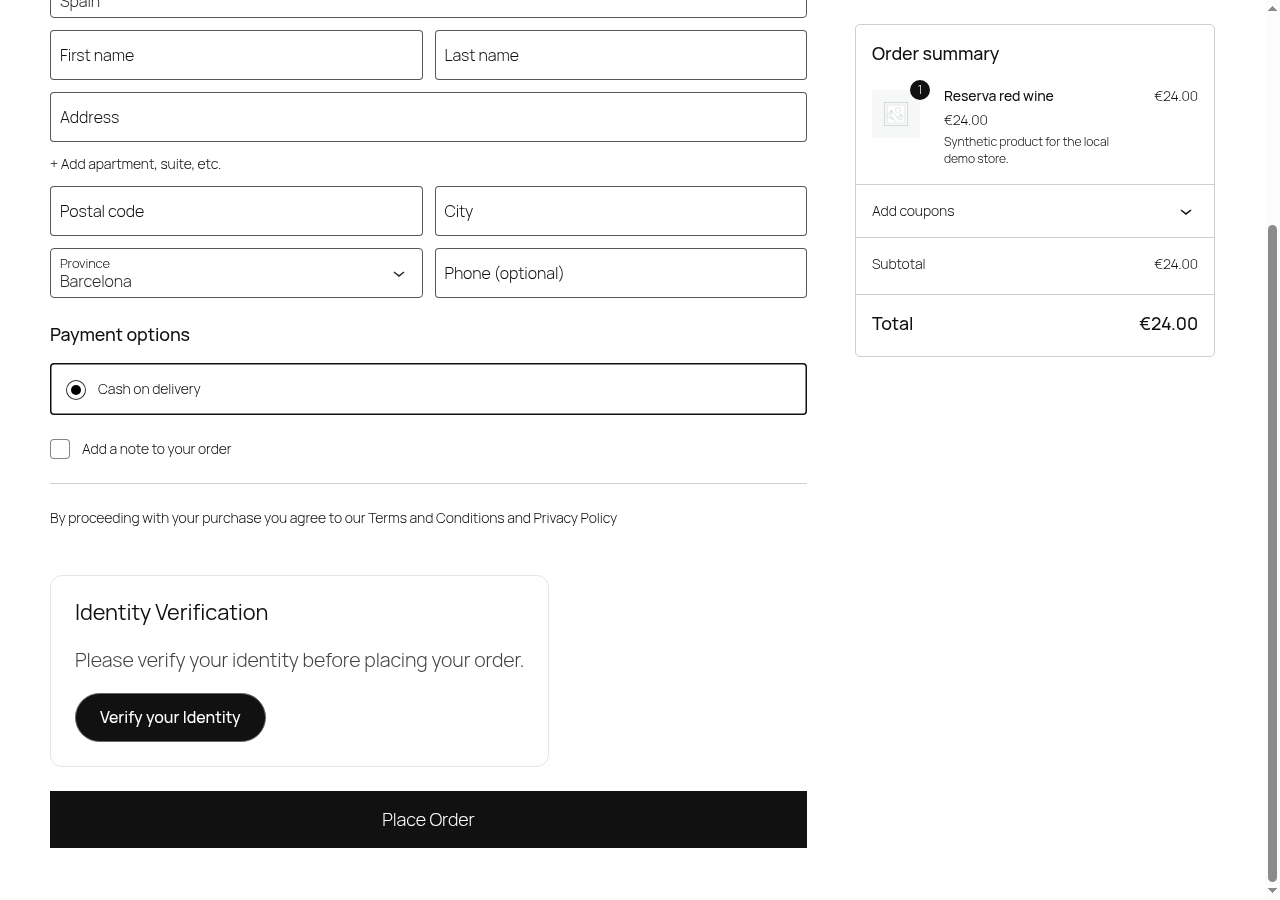 Spain
First name
Last name
Address
+ Add apartment, suite, etc.
Postal code
City
Province
Barcelona
Phone (optional)
Payment options
Cash on delivery
Add a note to your order
By proceeding with your purchase you agree to our Terms and Conditions and Privacy Policy
Identity Verification
Please verify your identity before placing your order.
Verify your Identity
Place Order
Order summary
1
Reserva red wine
€24.00
€24.00
Synthetic product for the local
demo store.
Add coupons
Subtotal
€24.00
Total
€24.00